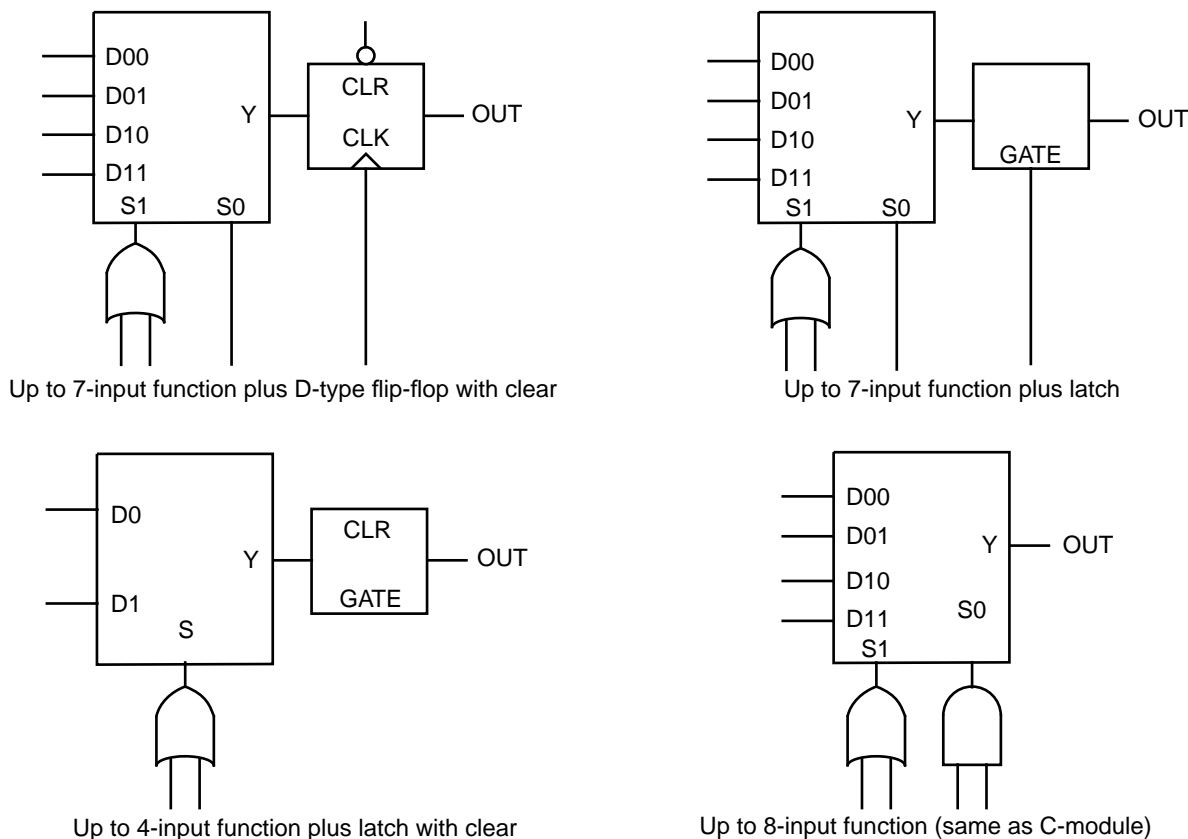 D00
D01
D10
D11
S1
S0
Y
CLR
CLK
OUT
Up to 7-input function plus D-type flip-flop with clear
D00
D01
D10
D11
S1
S0
Y
GATE
OUT
Up to 7-input function plus latch
D0
D1
S
Y
CLR
GATE
OUT
Up to 4-input function plus latch with clear
D00
D01
D10
D11
S1
S0
Y
OUT
Up to 8-input function (same as C-module)